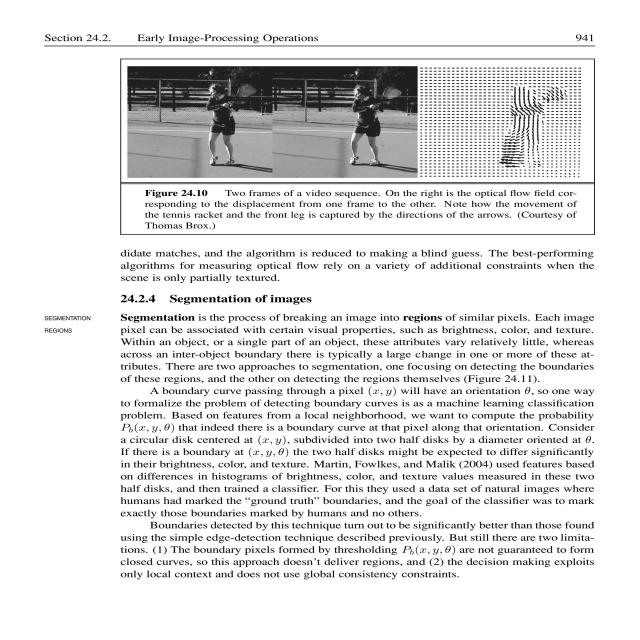 Section 24.2. Early Image-Processing Operations 941
Figure 24.10 Two frames of a video sequence. On the right is the optical flow field cor-
responding to the displacement from one frame to the other. Note how the movement of
the tennis racket and the front leg is captured by the directions of the arrows. (Courtesy of
Thomas Brox.)
didate matches, and the algorithm is reduced to making a blind guess. The best-performing
algorithms for measuring optical flow rely on a variety of additional constraints when the
scene is only partially textured.
24.2.4 Segmentation of images
SEGMENTATION
REGIONS
Segmentation is the process of breaking an image into regions of similar pixels. Each image
pixel can be associated with certain visual properties, such as brightness, color, and texture.
Within an object, or a single part of an object, these attributes vary relatively little, whereas
across an inter-object boundary there is typically a large change in one or more of these at-
tributes. There are two approaches to segmentation, one focusing on detecting the boundaries
of these regions, and the other on detecting the regions themselves (Figure 24.11).
A boundary curve passing through a pixel (x, y) will have an orientation θ, so one way
to formalize the problem of detecting boundary curves is as a machine learning classification
problem. Based on features from a local neighborhood, we want to compute the probability
P_b(x, y, θ) that indeed there is a boundary curve at that pixel along that orientation. Consider
a circular disk centered at (x, y), subdivided into two half disks by a diameter oriented at θ.
If there is a boundary at (x, y, θ) the two half disks might be expected to differ significantly
in their brightness, color, and texture. Martin, Fowlkes, and Malik (2004) used features based
on differences in histograms of brightness, color, and texture values measured in these two
half disks, and then trained a classifier. For this they used a data set of natural images where
humans had marked the “ground truth” boundaries, and the goal of the classifier was to mark
exactly those boundaries marked by humans and no others.
Boundaries detected by this technique turn out to be significantly better than those found
using the simple edge-detection technique described previously. But still there are two limita-
tions. (1) The boundary pixels formed by thresholding P_b(x, y, θ) are not guaranteed to form
closed curves, so this approach doesn’t deliver regions, and (2) the decision making exploits
only local context and does not use global consistency constraints.